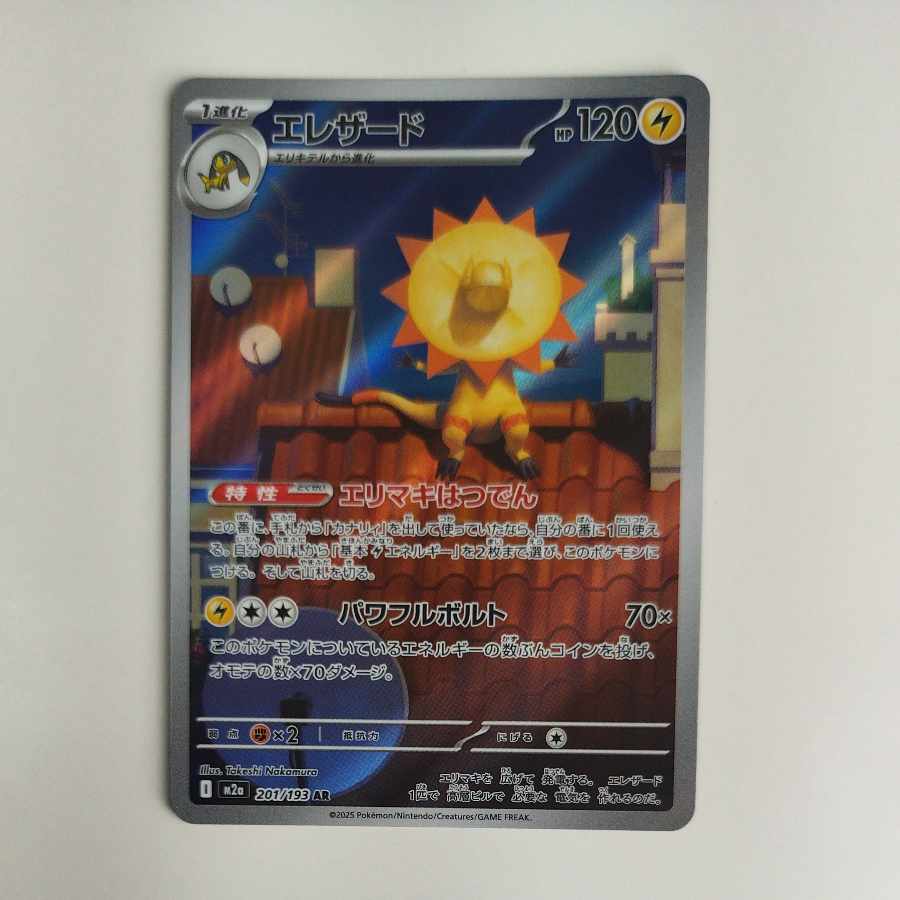 1進化
エレザード
HP 120
エリキテルから進化
特性 とくせい エリマキはつでん
この番に、手札から「カナリィ」を出して使っていたなら、自分の番に1回使え
る。自分の山札から「基本エネルギー」を2枚まで選び、このポケモンに
つける。そして山札を切る。
パワフルボルト 70×
このポケモンについているエネルギーの数ぶんコインを投げ、
オモテの数×70ダメージ。
弱点 ×2 抵抗力 にげる
Illus. Takeshi Nakamura
I M2a 201/193 AR
エリマキを 広げて 発電する。 エレザード
1匹で 高層ビルで 必要な 電気を 作れるのだ。
©2025 Pokémon/Nintendo/Creatures/GAME FREAK.